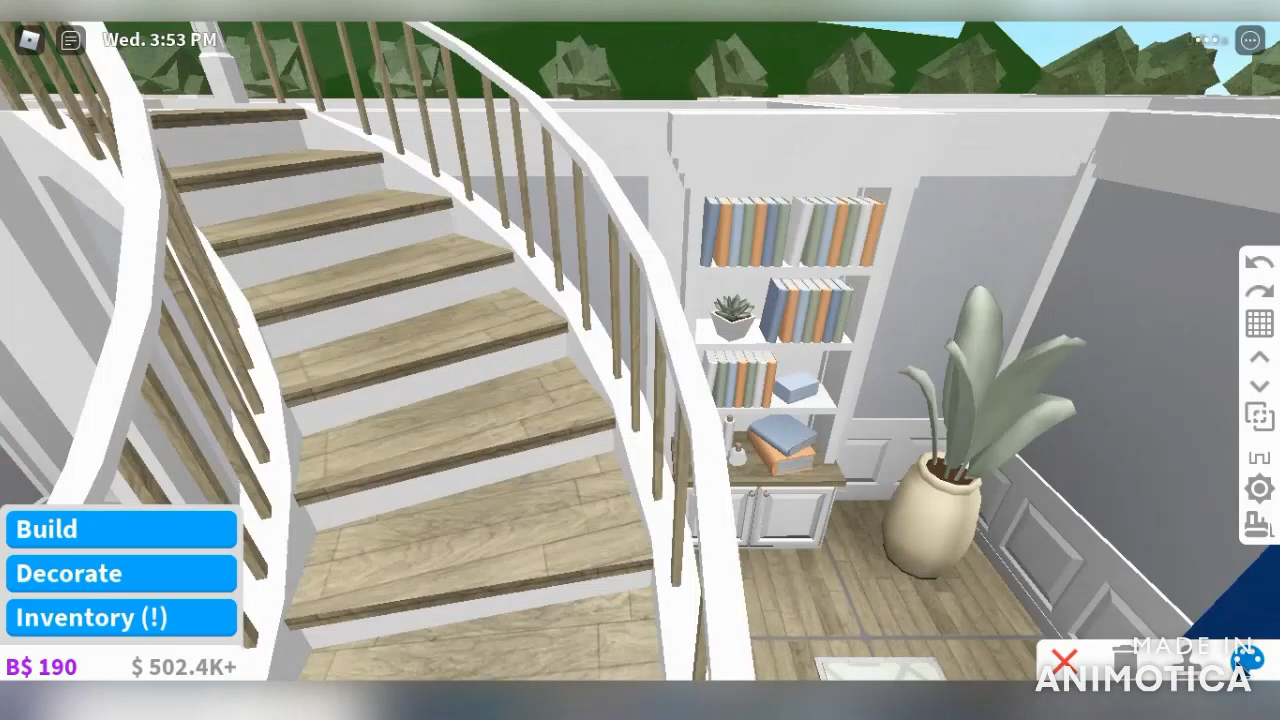 Wed. 3:53 PM
Build
Decorate
Inventory (!)
B$ 190 $ 502.4K+
MADE IN
ANIMOTICA